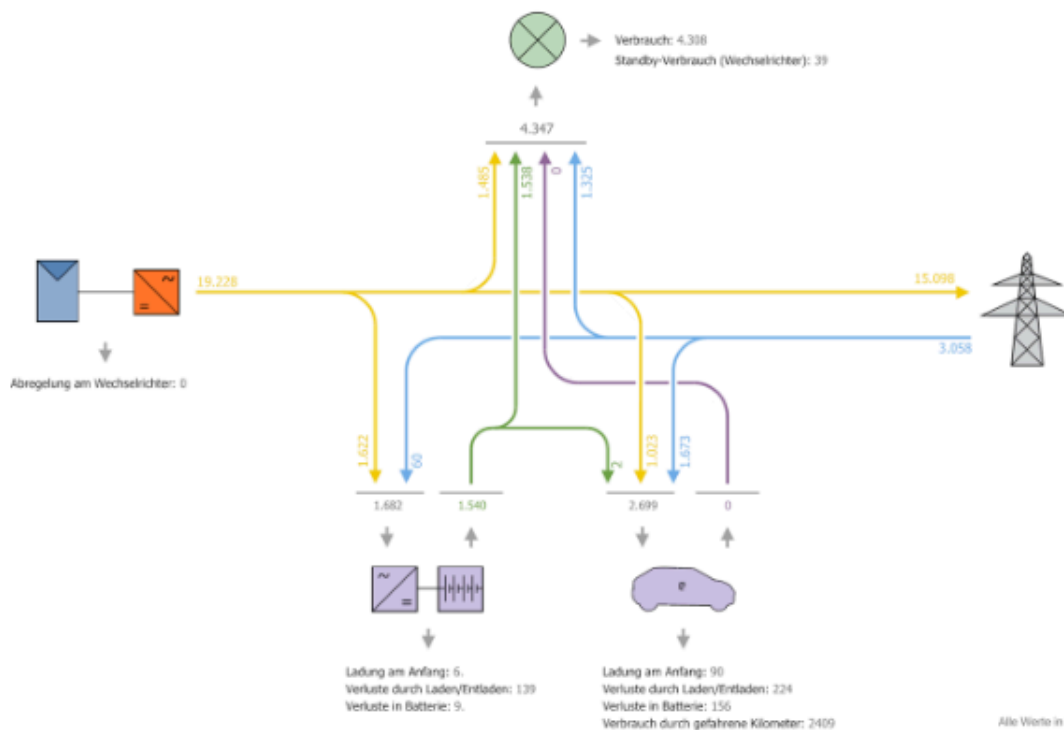 Verbrauch: 4.308
Standby-Verbrauch (Wechselrichter): 39
4.347
1.485
1.538
0
1.325
19.228
15.098
3.058
Abregelung am Wechselrichter: 0
1.622
60
2
1.023
1.673
1.682
1.540
2.699
0
Ladung am Anfang: 6.
Verluste durch Laden/Entladen: 139
Verluste in Batterie: 9.
Ladung am Anfang: 90
Verluste durch Laden/Entladen: 224
Verluste in Batterie: 156
Verbrauch durch gefahrene Kilometer: 2409
Alle Werte in